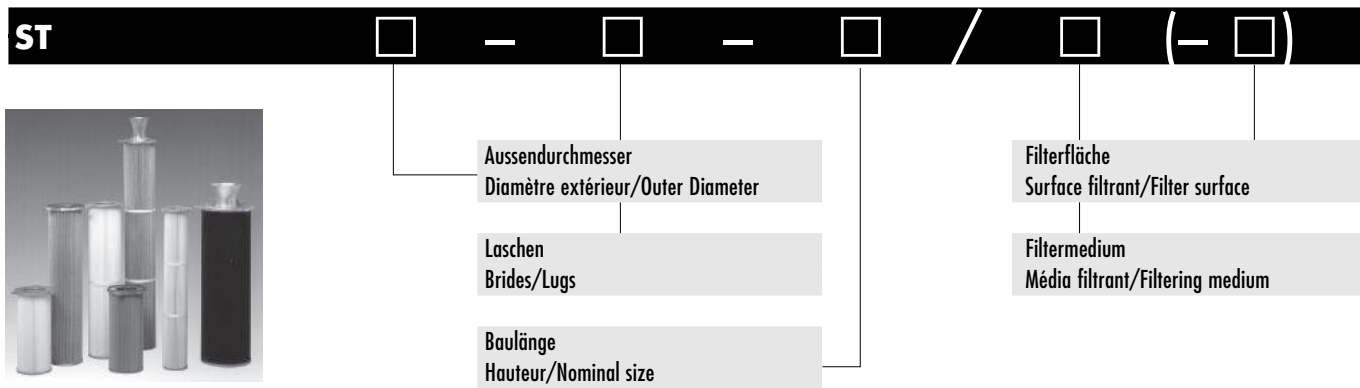 ST □ – □ – □ / □ (– □)
Aussendurchmesser
Diamètre extérieur/Outer Diameter
Laschen
Brides/Lugs
Baulänge
Hauteur/Nominal size
Filterfläche
Surface filtrant/Filter surface
Filtermedium
Média filtrant/Filtering medium